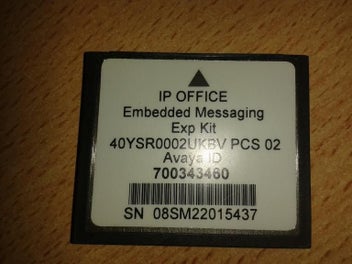 IP OFFICE
Embedded Messaging
Exp Kit
40YSR0002UKBV PCS 02
Avaya ID
700343460
SN 08SM22015437